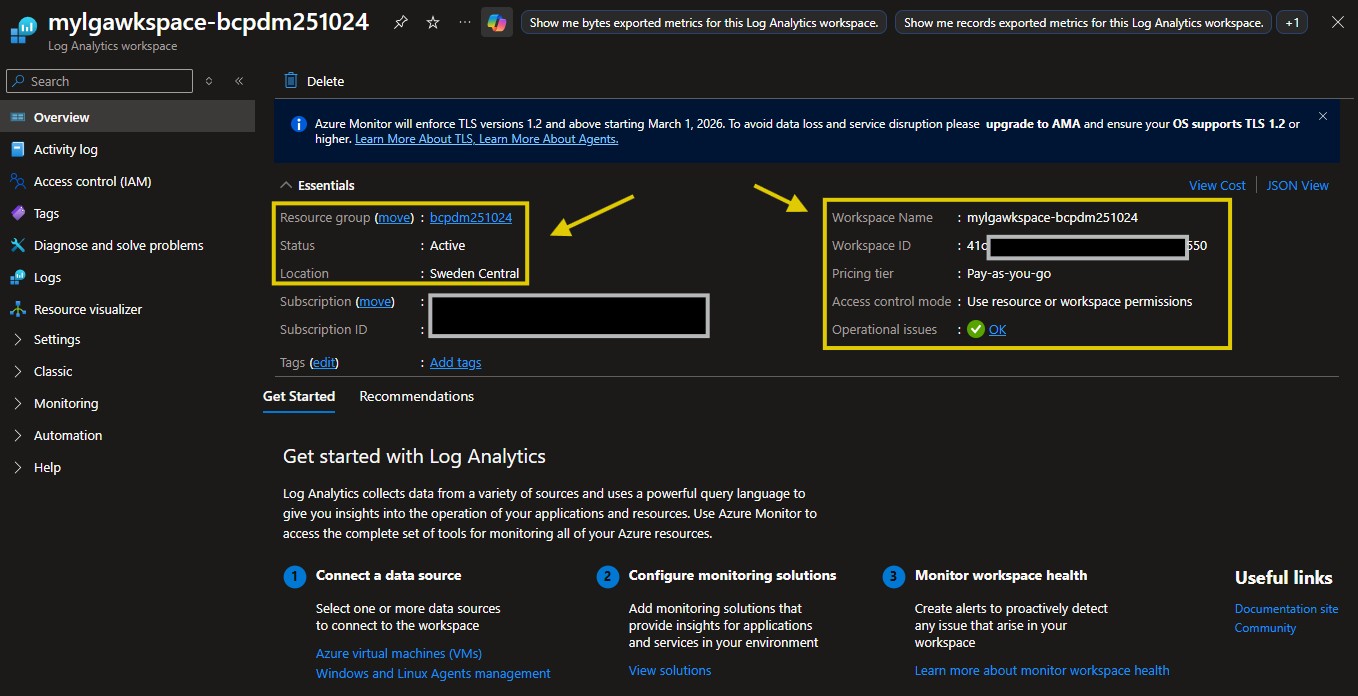 mylgawkspace-bcpdm251024
Log Analytics workspace
Show me bytes exported metrics for this Log Analytics workspace.
Show me records exported metrics for this Log Analytics workspace.
+1
Search
Overview
Activity log
Access control (IAM)
Tags
Diagnose and solve problems
Logs
Resource visualizer
Settings
Classic
Monitoring
Automation
Help
Delete
Azure Monitor will enforce TLS versions 1.2 and above starting March 1, 2026. To avoid data loss and service disruption please upgrade to AMA and ensure your OS supports TLS 1.2 or
higher. Learn More About TLS, Learn More About Agents.
Essentials
View Cost
JSON View
Resource group (move) : bcpdm251024
Status : Active
Location : Sweden Central
Subscription (move) :
Subscription ID :
Tags (edit) : Add tags
Workspace Name : mylgawkspace-bcpdm251024
Workspace ID : 41c 550
Pricing tier : Pay-as-you-go
Access control mode : Use resource or workspace permissions
Operational issues : OK
Get Started
Recommendations
Get started with Log Analytics
Log Analytics collects data from a variety of sources and uses a powerful query language to
give you insights into the operation of your applications and resources. Use Azure Monitor to
access the complete set of tools for monitoring all of your Azure resources.
1 Connect a data source
Select one or more data sources
to connect to the workspace
Azure virtual machines (VMs)
Windows and Linux Agents management
2 Configure monitoring solutions
Add monitoring solutions that
provide insights for applications
and services in your environment
View solutions
3 Monitor workspace health
Create alerts to proactively detect
any issue that arise in your
workspace
Learn more about monitor workspace health
Useful links
Documentation site
Community